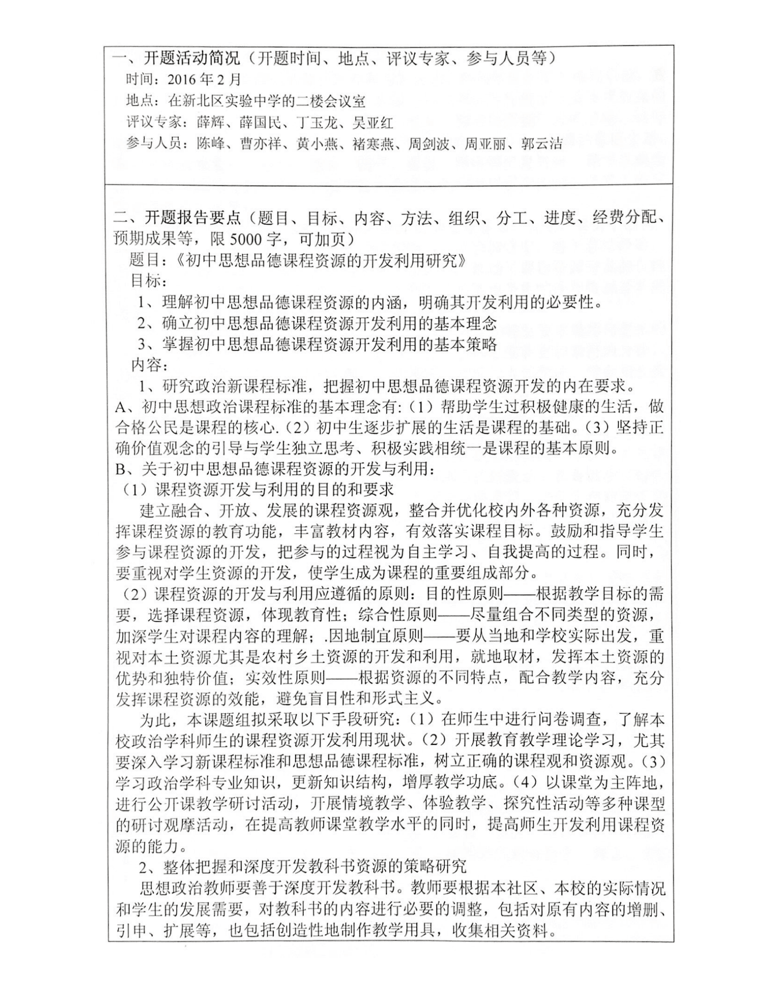 一、开题活动简况（开题时间、地点、评议专家、参与人员等）
时间：2016年2月
地点：在新北区实验中学的二楼会议室
评议专家：薛辉、薛国民、丁玉龙、吴亚红
参与人员：陈峰、曹亦祥、黄小燕、褚寒燕、周剑波、周亚丽、郭云洁
二、开题报告要点（题目、目标、内容、方法、组织、分工、进度、经费分配、
预期成果等，限5000字，可加页）
题目：《初中思想品德课程资源的开发利用研究》
目标：
1、理解初中思想品德课程资源的内涵，明确其开发利用的必要性。
2、确立初中思想品德课程资源开发利用的基本理念
3、掌握初中思想品德课程资源开发利用的基本策略
内容：
1、研究政治新课程标准，把握初中思想品德课程资源开发的内在要求。
A、初中思想政治课程标准的基本理念有:（1）帮助学生过积极健康的生活，做
合格公民是课程的核心.（2）初中生逐步扩展的生活是课程的基础。（3）坚持正
确价值观念的引导与学生独立思考、积极实践相统一是课程的基本原则。
B、关于初中思想品德课程资源的开发与利用：
（1）课程资源开发与利用的目的和要求
建立融合、开放、发展的课程资源观，整合并优化校内外各种资源，充分发
挥课程资源的教育功能，丰富教材内容，有效落实课程目标。鼓励和指导学生
参与课程资源的开发，把参与的过程视为自主学习、自我提高的过程。同时，
要重视对学生资源的开发，使学生成为课程的重要组成部分。
（2）课程资源的开发与利用应遵循的原则：目的性原则——根据教学目标的需
要，选择课程资源，体现教育性；综合性原则——尽量组合不同类型的资源，
加深学生对课程内容的理解；.因地制宜原则——要从当地和学校实际出发，重
视对本土资源尤其是农村乡土资源的开发和利用，就地取材，发挥本土资源的
优势和独特价值；实效性原则——根据资源的不同特点，配合教学内容，充分
发挥课程资源的效能，避免盲目性和形式主义。
为此，本课题组拟采取以下手段研究：（1）在师生中进行问卷调查，了解本
校政治学科师生的课程资源开发利用现状。（2）开展教育教学理论学习，尤其
要深入学习新课程标准和思想品德课程标准，树立正确的课程观和资源观。（3）
学习政治学科专业知识，更新知识结构，增厚教学功底。（4）以课堂为主阵地，
进行公开课教学研讨活动，开展情境教学、体验教学、探究性活动等多种课型
的研讨观摩活动，在提高教师课堂教学水平的同时，提高师生开发利用课程资
源的能力。
2、整体把握和深度开发教科书资源的策略研究
思想政治教师要善于深度开发教科书。教师要根据本社区、本校的实际情况
和学生的发展需要，对教科书的内容进行必要的调整，包括对原有内容的增删、
引申、扩展等，也包括创造性地制作教学用具，收集相关资料。